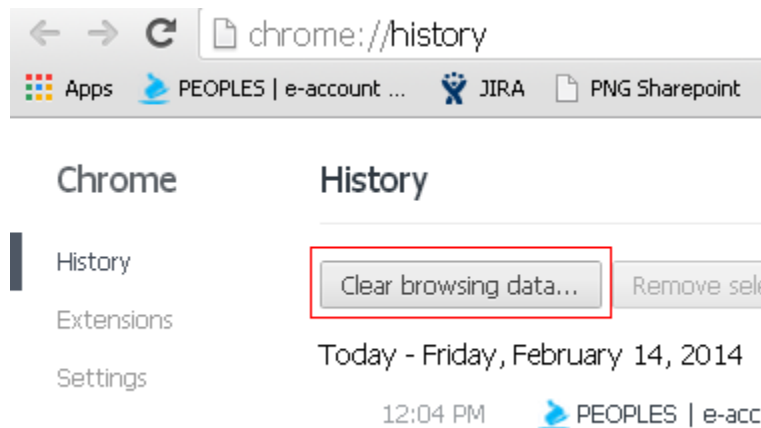 chrome://history
Apps PEOPLES | e-account ... JIRA PNG Sharepoint
Chrome History
History
Clear browsing data... Remove
Extensions
Today - Friday, February 14, 2014
Settings
12:04 PM PEOPLES |